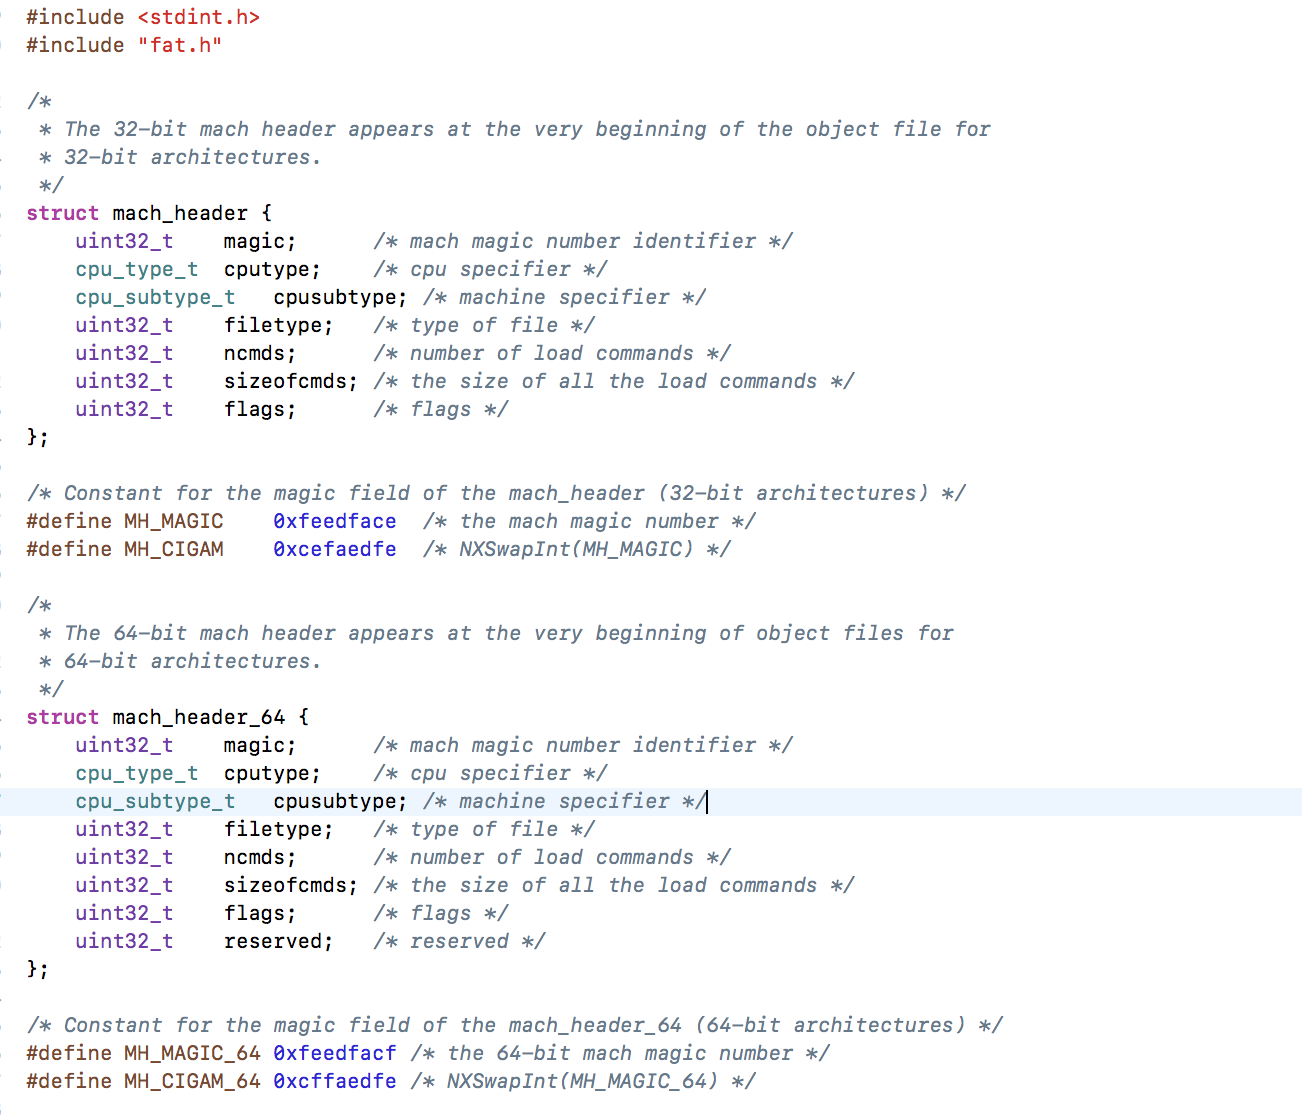 #include <stdint.h>
#include "fat.h"
/*
* The 32-bit mach header appears at the very beginning of the object file for
* 32-bit architectures.
*/
struct mach_header {
uint32_t magic; /* mach magic number identifier */
cpu_type_t cputype; /* cpu specifier */
cpu_subtype_t cpusubtype; /* machine specifier */
uint32_t filetype; /* type of file */
uint32_t ncmds; /* number of load commands */
uint32_t sizeofcmds; /* the size of all the load commands */
uint32_t flags; /* flags */
};
/* Constant for the magic field of the mach_header (32-bit architectures) */
#define MH_MAGIC 0xfeedface /* the mach magic number */
#define MH_CIGAM 0xcefaedfe /* NXSwapInt(MH_MAGIC) */
/*
* The 64-bit mach header appears at the very beginning of object files for
* 64-bit architectures.
*/
struct mach_header_64 {
uint32_t magic; /* mach magic number identifier */
cpu_type_t cputype; /* cpu specifier */
cpu_subtype_t cpusubtype; /* machine specifier */
uint32_t filetype; /* type of file */
uint32_t ncmds; /* number of load commands */
uint32_t sizeofcmds; /* the size of all the load commands */
uint32_t flags; /* flags */
uint32_t reserved; /* reserved */
};
/* Constant for the magic field of the mach_header_64 (64-bit architectures) */
#define MH_MAGIC_64 0xfeedfacf /* the 64-bit mach magic number */
#define MH_CIGAM_64 0xcffaedfe /* NXSwapInt(MH_MAGIC_64) */